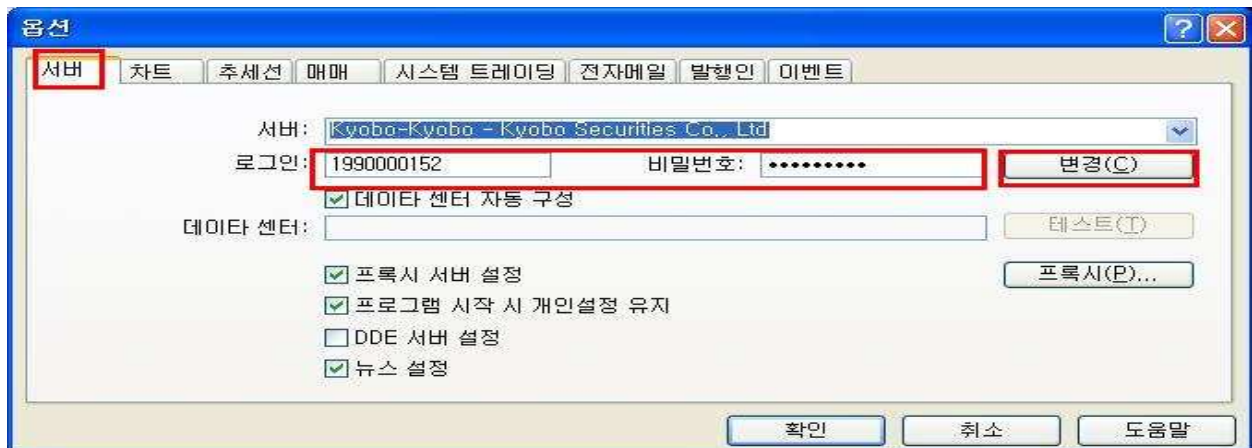 옵션
서버 차트 추세선 매매 시스템 트레이딩 전자메일 발행인 이벤트
서버: Kyobo-Kyobo - Kyobo Securities Co., Ltd
로그인: 1990000152 비밀번호: ●●●●●●●●● 변경(C)
데이타 센터 자동 구성
데이타 센터: 테스트(T)
프록시 서버 설정 프록시(P)...
프로그램 시작 시 개인설정 유지
DDE 서버 설정
뉴스 설정
확인 취소 도움말